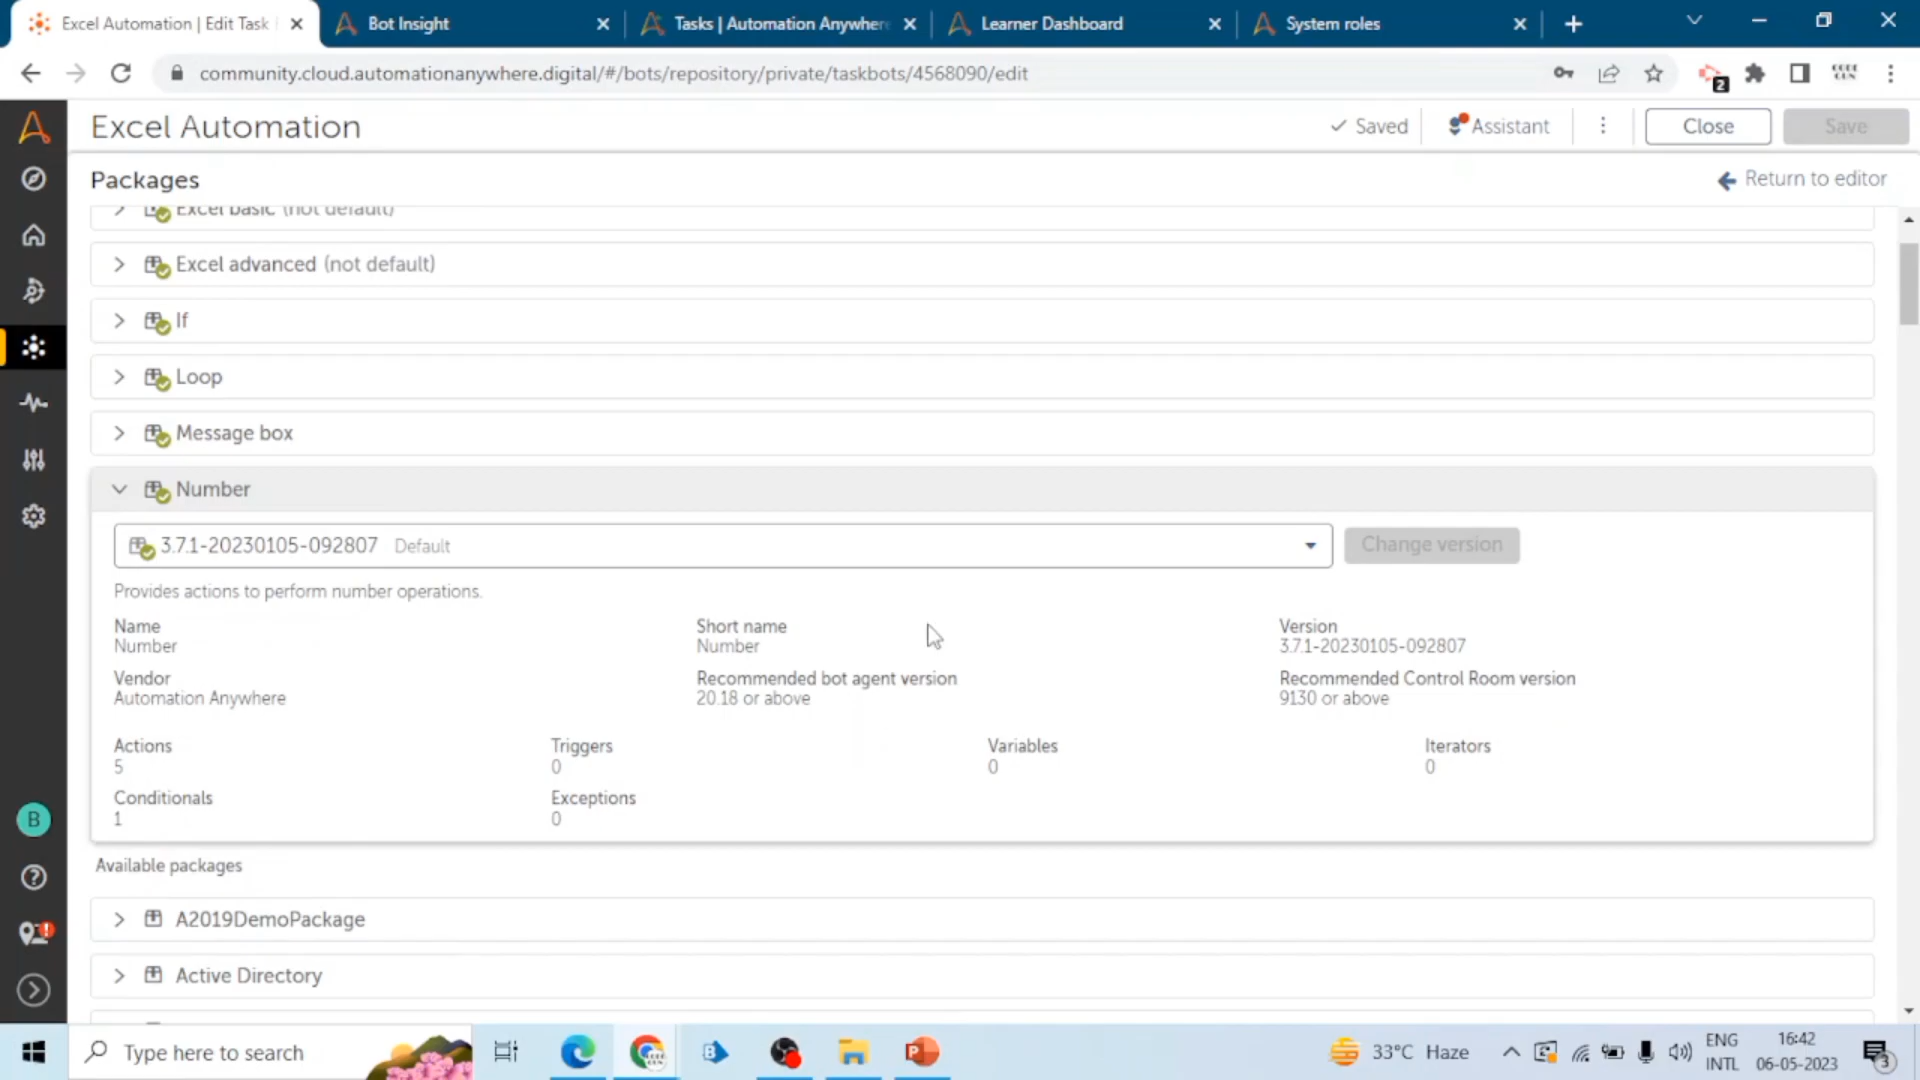 Excel Automation | Edit Task
Bot Insight
Tasks | Automation Anywhere
Learner Dashboard
System roles
community.cloud.automationanywhere.digital/#/bots/repository/private/taskbots/4568090/edit
2
Excel Automation
Saved
Assistant
Close
Save
Packages
Return to editor
Excel basic (not default)
Excel advanced (not default)
If
Loop
Message box
Number
3.7.1-20230105-092807 Default
Change version
Provides actions to perform number operations.
Name
Number
Short name
Number
Version
3.7.1-20230105-092807
Vendor
Automation Anywhere
Recommended bot agent version
20.18 or above
Recommended Control Room version
9130 or above
Actions
5
Triggers
0
Variables
0
Iterators
0
Conditionals
1
Exceptions
0
Available packages
A2019DemoPackage
Active Directory
B
Type here to search
33°C Haze
ENG
INTL
16:42
06-05-2023
3